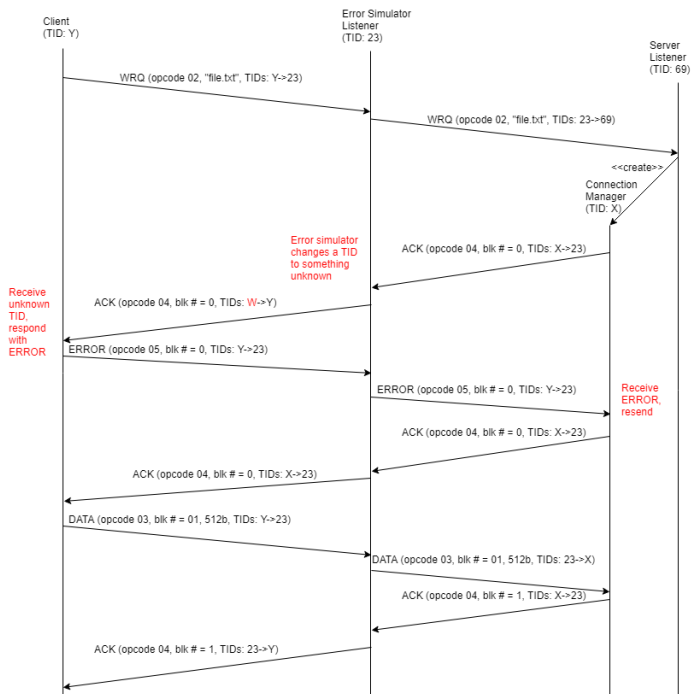 Client
(TID: Y)
Error Simulator
Listener
(TID: 23)
Server
Listener
(TID: 69)
WRQ (opcode 02, "file.txt", TIDs: Y->23)
WRQ (opcode 02, "file.txt", TIDs: 23->69)
<<create>>
Connection
Manager
(TID: X)
Error simulator
changes a TID
to something
unknown
ACK (opcode 04, blk # = 0, TIDs: X->23)
Receive
unknown
TID,
respond
with
ERROR
ACK (opcode 04, blk # = 0, TIDs: W->Y)
ERROR (opcode 05, blk # = 0, TIDs: Y->23)
ERROR (opcode 05, blk # = 0, TIDs: Y->23)
Receive
ERROR,
resend
ACK (opcode 04, blk # = 0, TIDs: X->23)
ACK (opcode 04, blk # = 0, TIDs: X->23)
DATA (opcode 03, blk # = 01, 512b, TIDs: Y->23)
DATA (opcode 03, blk # = 01, 512b, TIDs: 23->X)
ACK (opcode 04, blk # = 1, TIDs: X->23)
ACK (opcode 04, blk # = 1, TIDs: 23->Y)